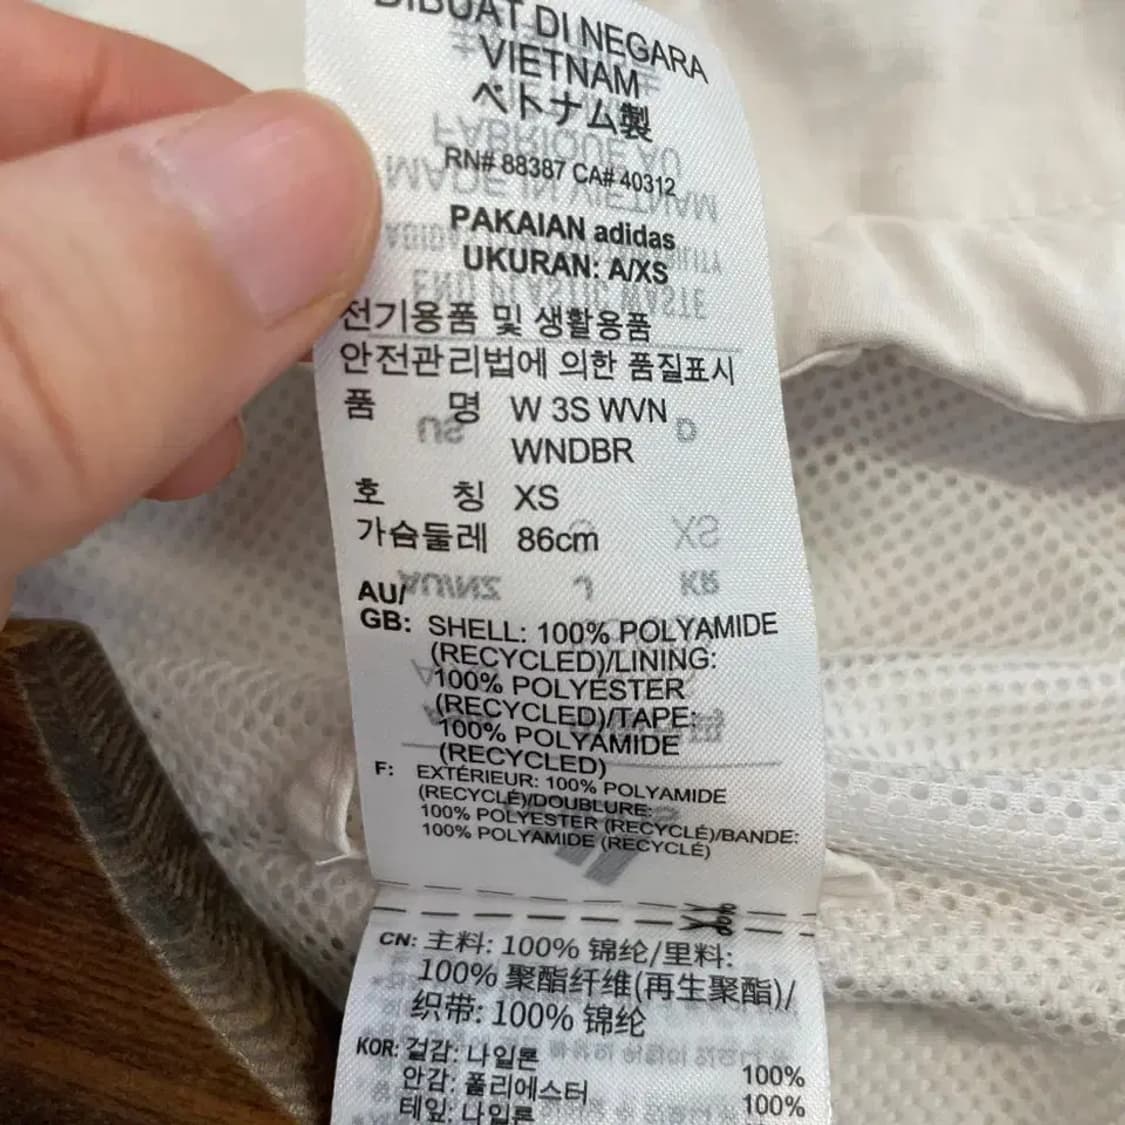 DIBUAT DI NEGARA
VIETNAM
ベトナム製
RN# 88387 CA# 40312
PAKAIAN adidas
UKURAN: A/XS
전기용품 및 생활용품
안전관리법에 의한 품질표시
품 명 W 3S WVN
WNDBR
호 칭 XS
가슴둘레 86cm
AU/
GB: SHELL: 100% POLYAMIDE
(RECYCLED)/LINING:
100% POLYESTER
(RECYCLED)/TAPE:
100% POLYAMIDE
(RECYCLED)
F: EXTÉRIEUR: 100% POLYAMIDE
(RECYCLÉ)/DOUBLURE:
100% POLYESTER (RECYCLÉ)/BANDE:
100% POLYAMIDE (RECYCLÉ)
CN: 主料: 100% 锦纶/里料:
100% 聚酯纤维(再生聚酯)/
织带: 100% 锦纶
KOR: 겉감: 나일론 100%
안감: 폴리에스터 100%
테잎: 나일론